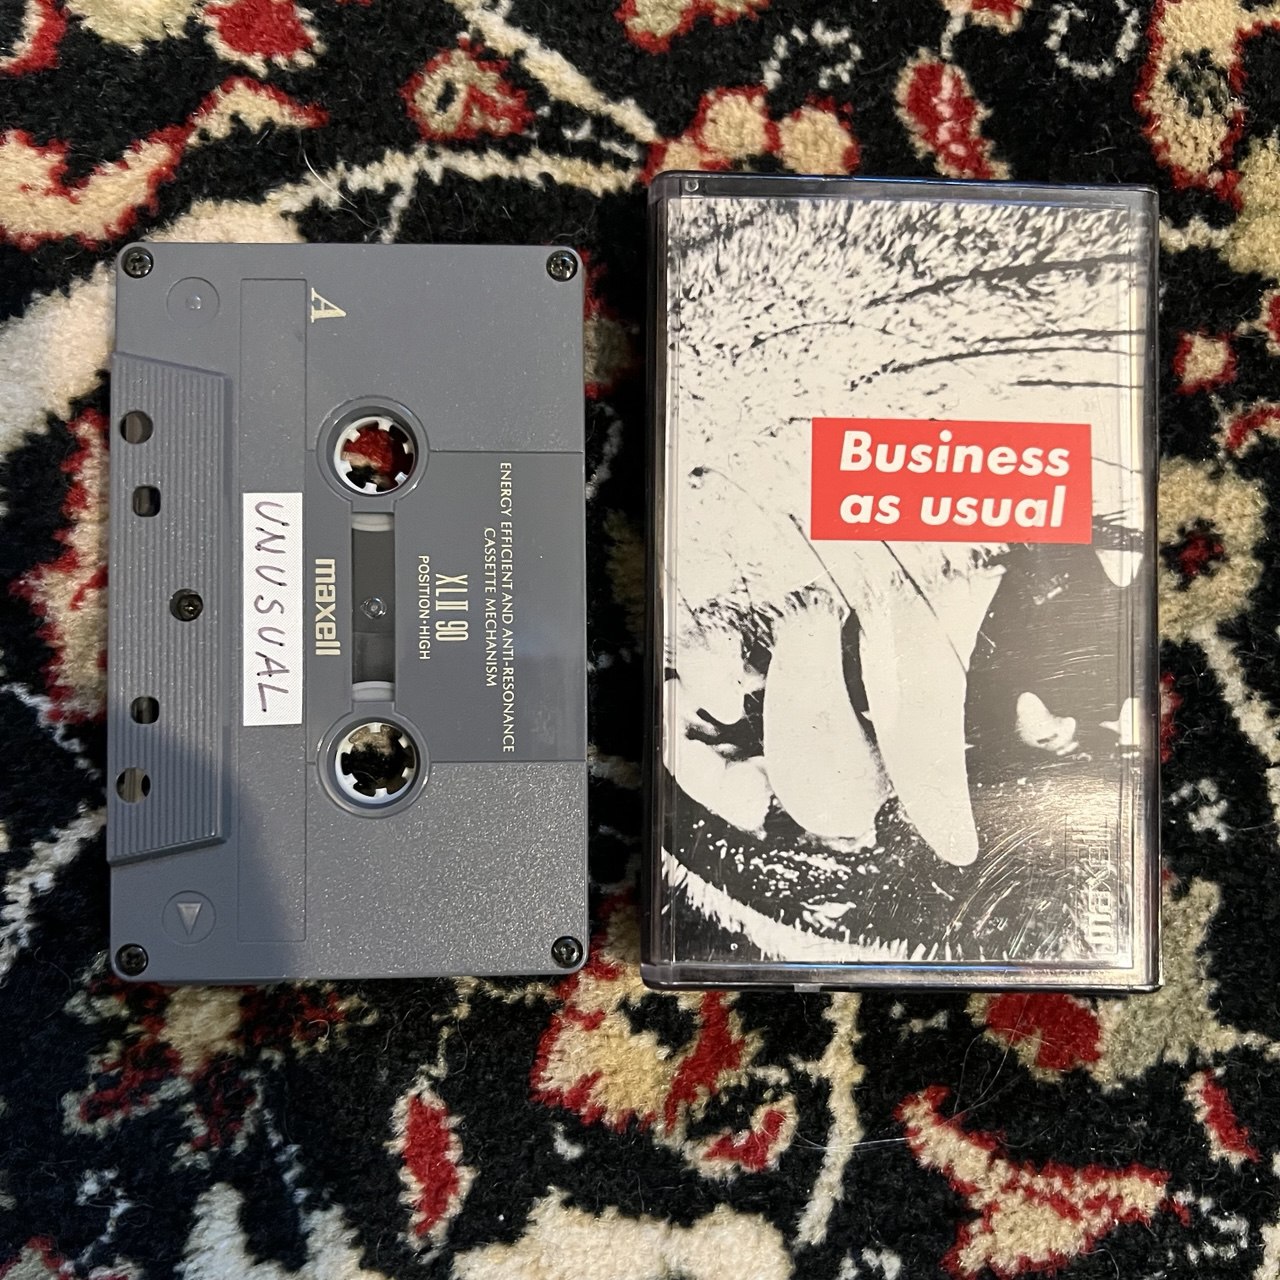 A
UNUSUAL
maxell
XLII 90
POSITION•HIGH
ENERGY EFFICIENT AND ANTI-RESONANCE
CASSETTE MECHANISM
Business
as usual
maxell